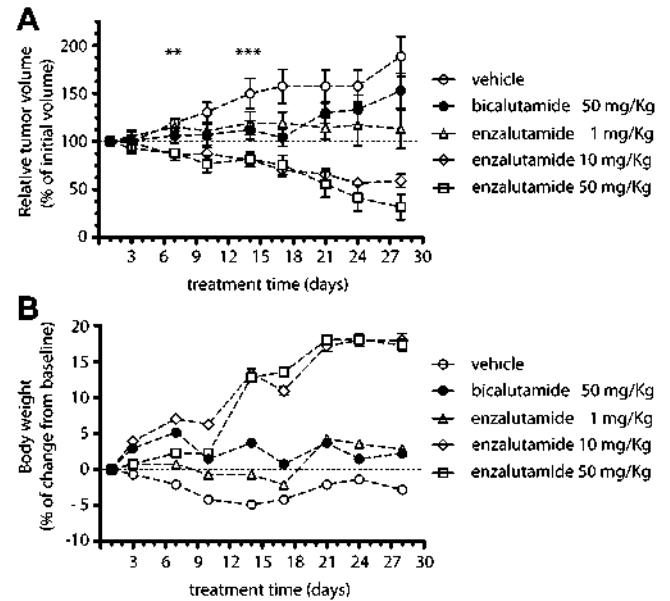 A
Relative tumor volume
(% of initial volume)
200
150
100
50
0
** ***
3 6 9 12 15 18 21 24 27 30
treatment time (days)
vehicle
bicalutamide 50 mg/Kg
enzalutamide 1 mg/Kg
enzalutamide 10 mg/Kg
enzalutamide 50 mg/Kg
B
Body weight
(% of change from baseline)
20
15
10
5
0
-5
-10
3 6 9 12 15 18 21 24 27 30
treatment time (days)
vehicle
bicalutamide 50 mg/Kg
enzalutamide 1 mg/Kg
enzalutamide 10 mg/Kg
enzalutamide 50 mg/Kg